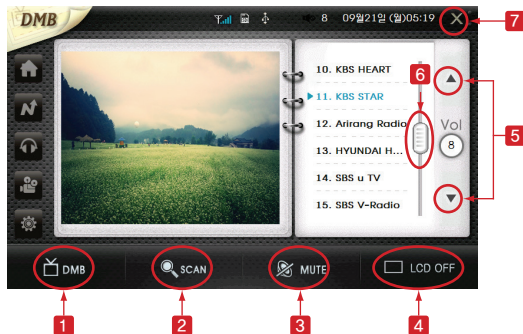 DMB
8 09월21일 (월)05:19
7
10. KBS HEART
11. KBS STAR
12. Arirang Radio
13. HYUNDAI H...
14. SBS u TV
15. SBS V-Radio
6
Vol
8
5
DMB
SCAN
MUTE
LCD OFF
1
2
3
4